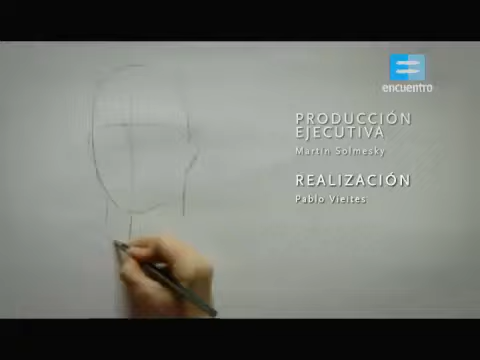 encuentro
PRODUCCIÓN
EJECUTIVA
Martín Solmesky
REALIZACIÓN
Pablo Vieites